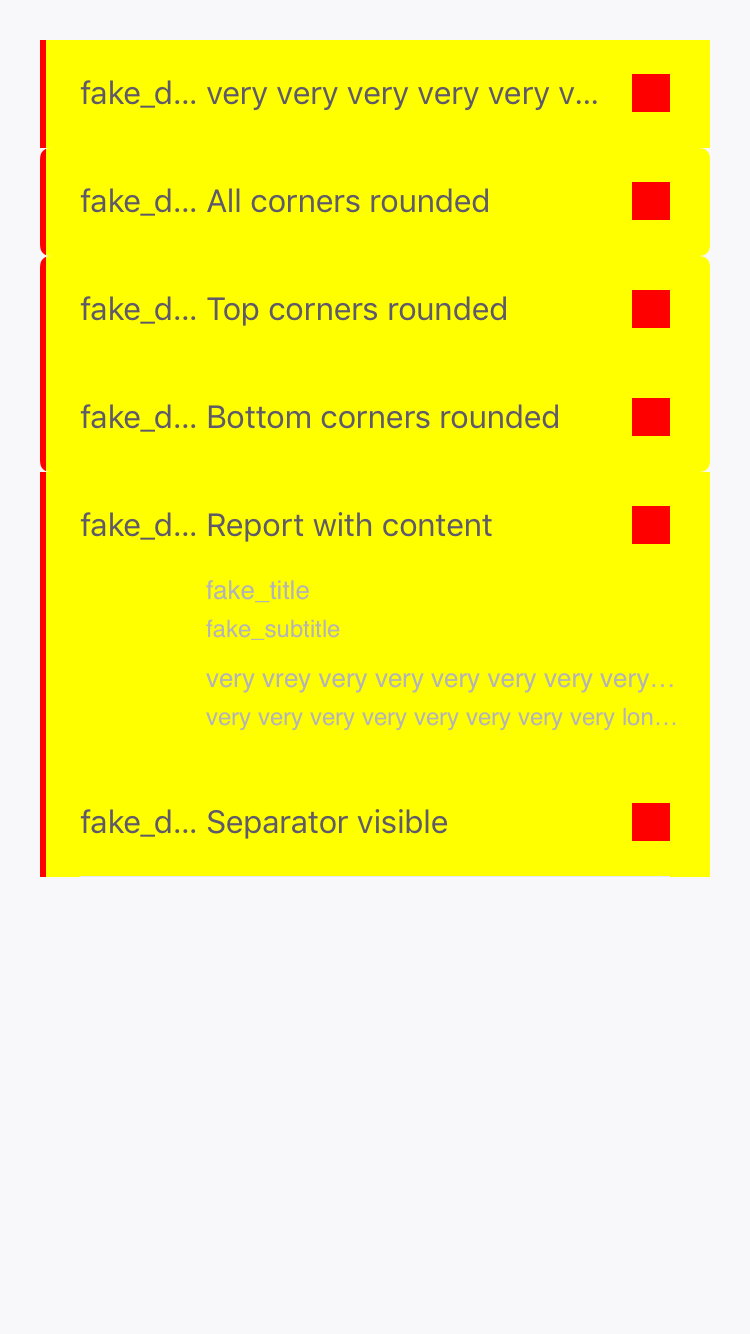 fake_d... very very very very very v...
fake_d... All corners rounded
fake_d... Top corners rounded
fake_d... Bottom corners rounded
fake_d... Report with content
fake_title
fake_subtitle
very vrey very very very very very very...
very very very very very very very very lon...
fake_d... Separator visible